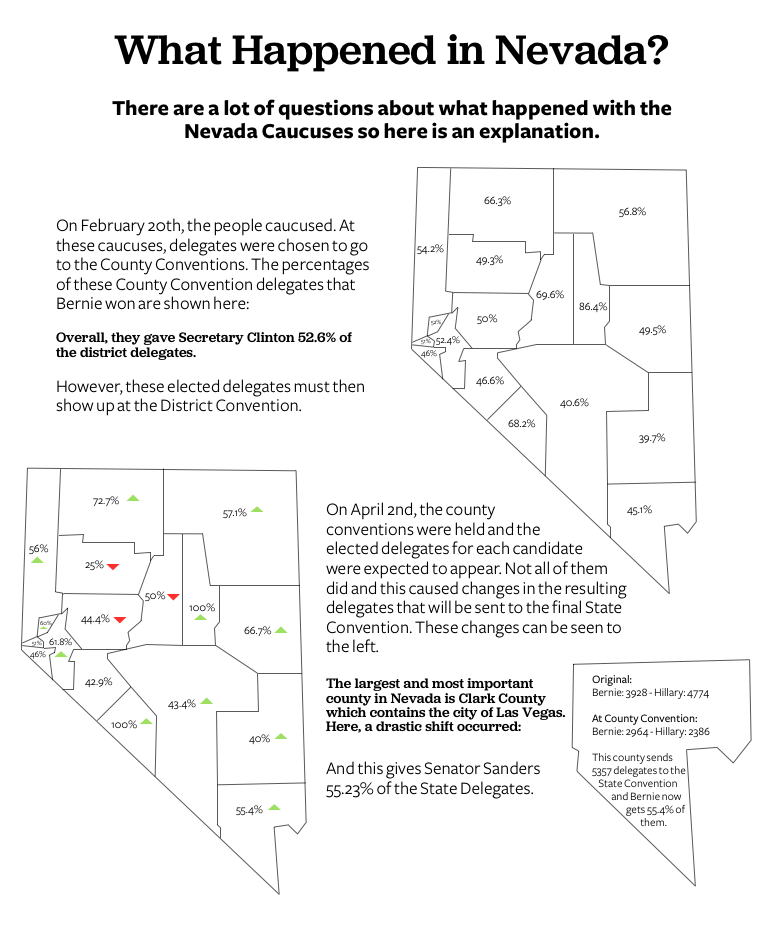 What Happened in Nevada?
There are a lot of questions about what happened with the
Nevada Caucuses so here is an explanation.
On February 20th, the people caucused. At
these caucuses, delegates were chosen to go
to the County Conventions. The percentages
of these County Convention delegates that
Bernie won are shown here:
Overall, they gave Secretary Clinton 52.6% of
the district delegates.
However, these elected delegates must then
show up at the District Convention.
66.3%
56.8%
54.2%
49.3%
69.6%
86.4%
50%
49.5%
52.4%
46%
46.6%
40.6%
68.2%
39.7%
45.1%
72.7%
57.1%
56%
25%
50%
100%
44.4%
66.7%
60%
61.8%
46%
42.9%
43.4%
100%
40%
55.4%
On April 2nd, the county
conventions were held and the
elected delegates for each candidate
were expected to appear. Not all of them
did and this caused changes in the resulting
delegates that will be sent to the final State
Convention. These changes can be seen to
the left.
The largest and most important
county in Nevada is Clark County
which contains the city of Las Vegas.
Here, a drastic shift occurred:
And this gives Senator Sanders
55.23% of the State Delegates.
Original:
Bernie: 3928 - Hillary: 4774
At County Convention:
Bernie: 2964 - Hillary: 2386
This county sends
5357 delegates to the
State Convention
and Bernie now
gets 55.4% of
them.